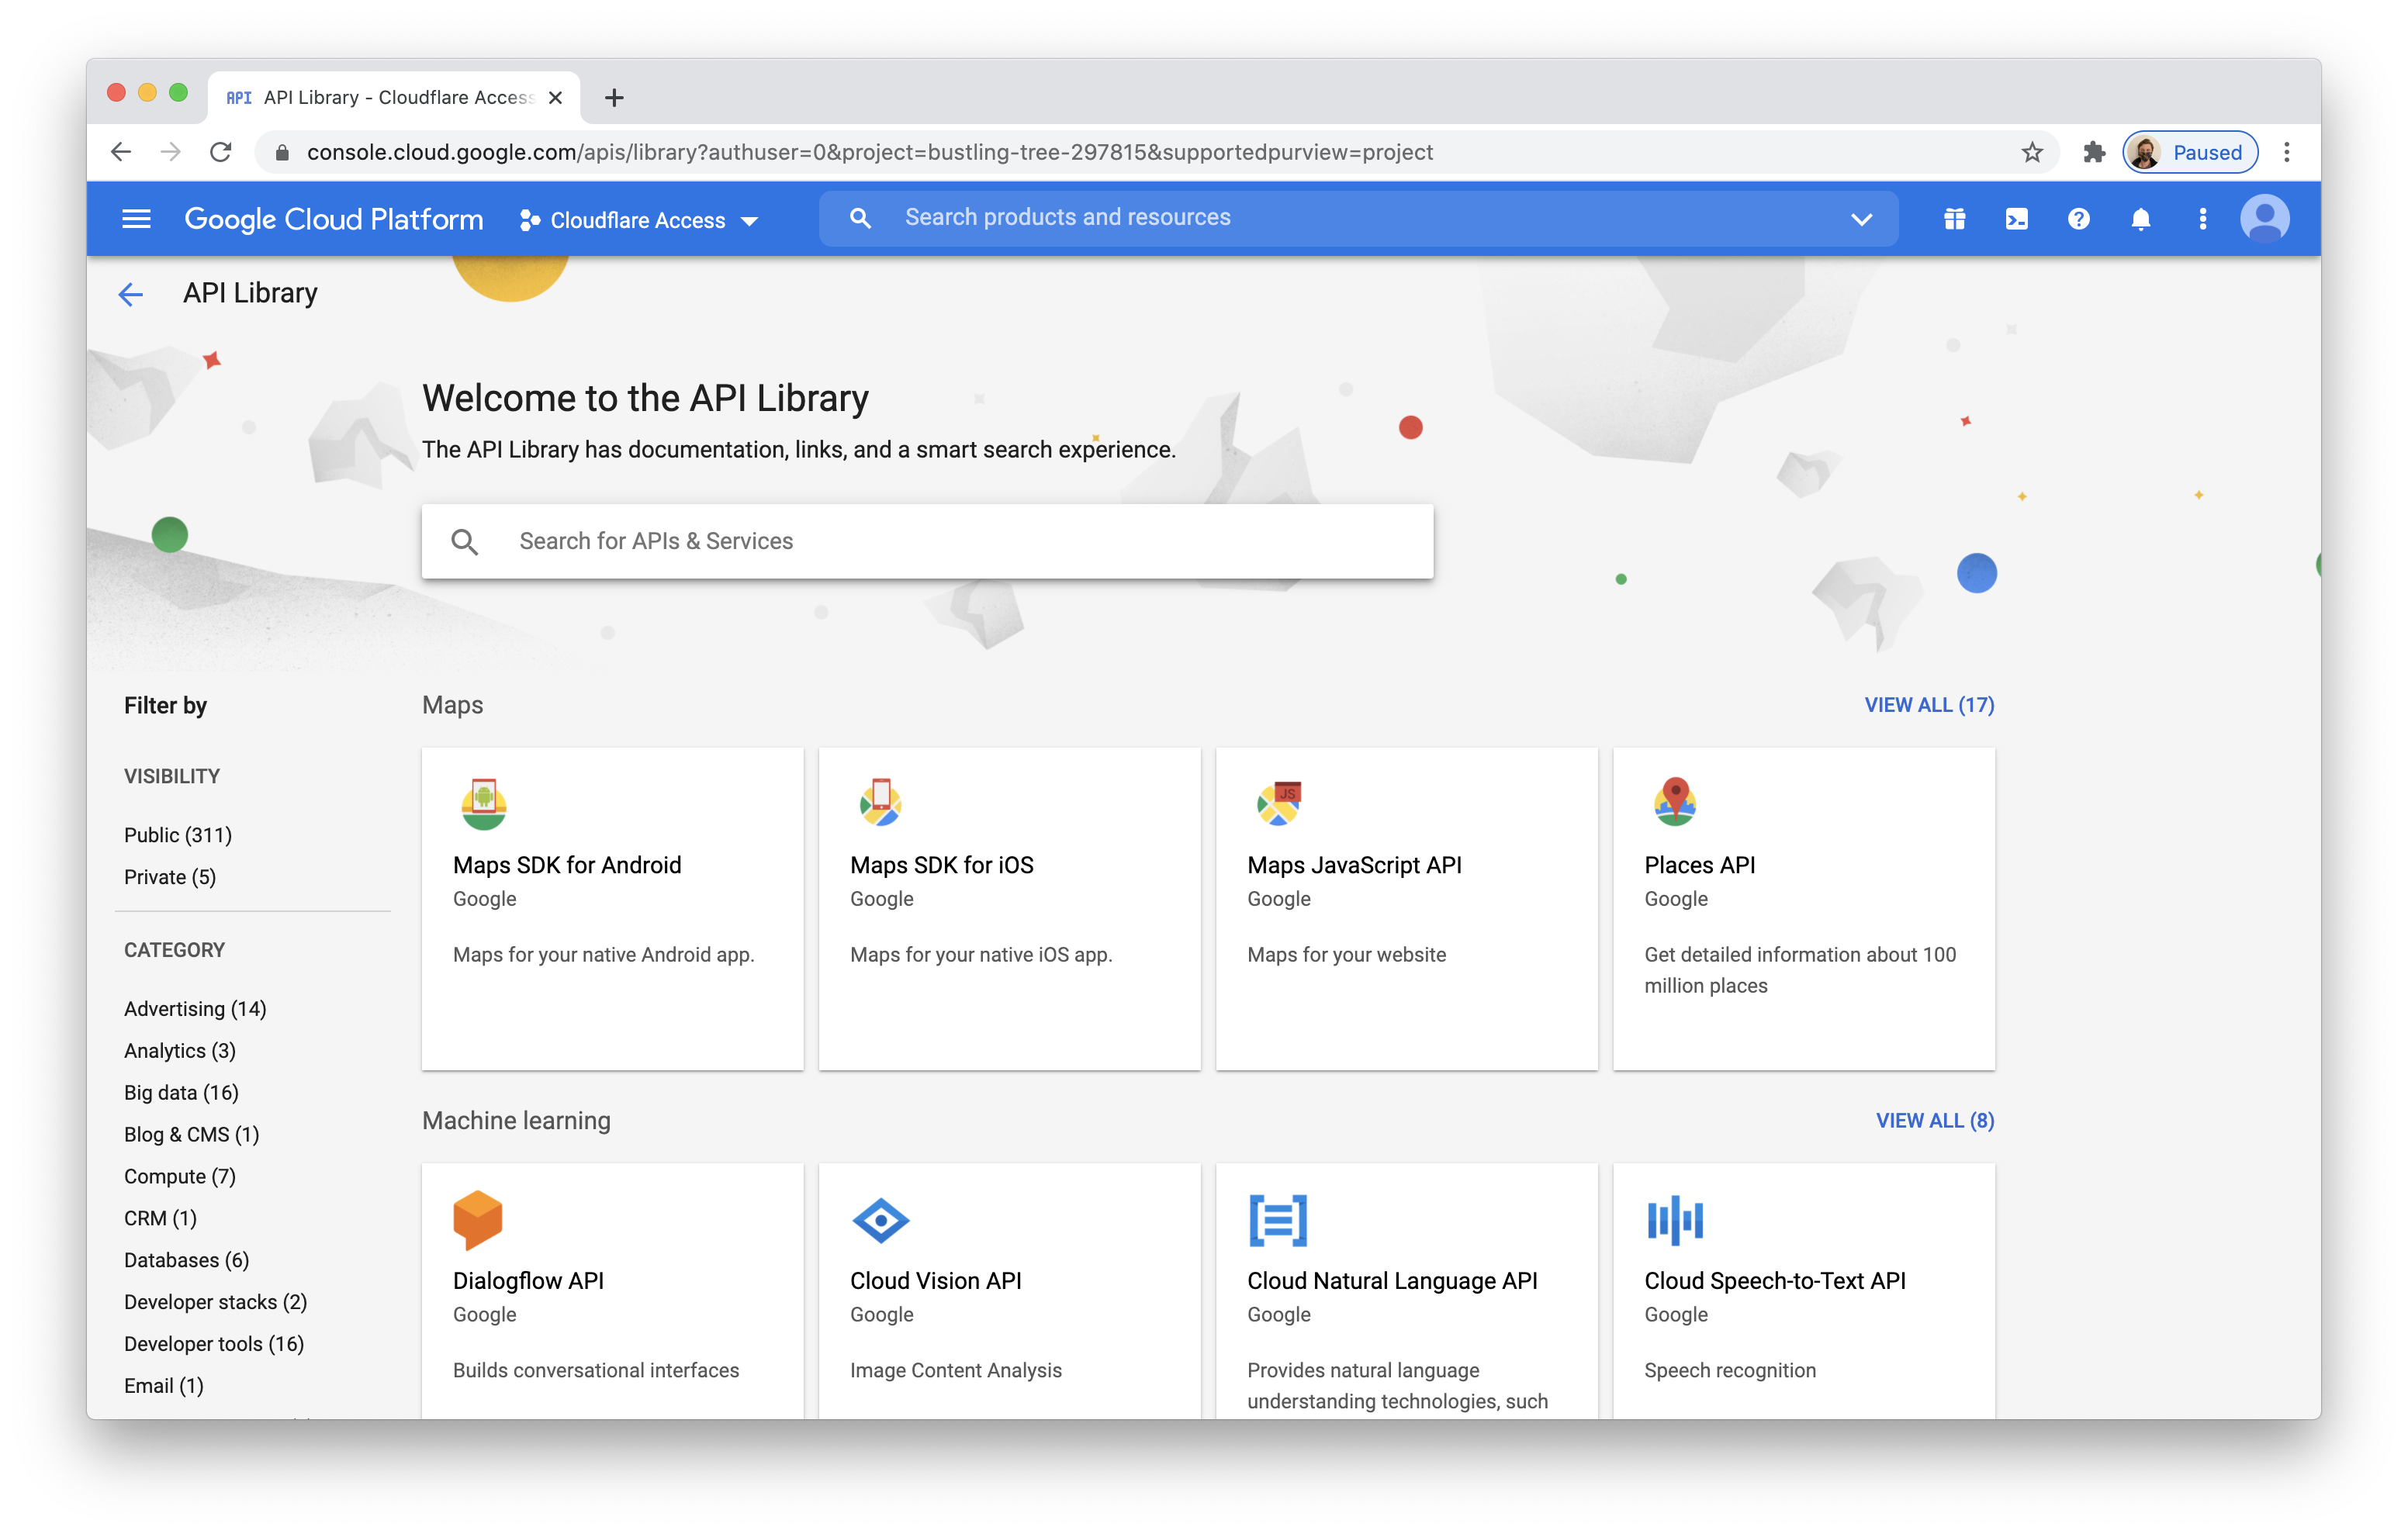 API API Library - Cloudflare Access
console.cloud.google.com/apis/library?authuser=0&project=bustling-tree-297815&supportedpurview=project
Paused
Google Cloud Platform
Cloudflare Access
Search products and resources
API Library
Welcome to the API Library
The API Library has documentation, links, and a smart search experience.
Search for APIs & Services
Filter by
VISIBILITY
Public (311)
Private (5)
CATEGORY
Advertising (14)
Analytics (3)
Big data (16)
Blog & CMS (1)
Compute (7)
CRM (1)
Databases (6)
Developer stacks (2)
Developer tools (16)
Email (1)
Maps
VIEW ALL (17)
Maps SDK for Android
Google
Maps for your native Android app.
Maps SDK for iOS
Google
Maps for your native iOS app.
JS
Maps JavaScript API
Google
Maps for your website
Places API
Google
Get detailed information about 100
million places
Machine learning
VIEW ALL (8)
Dialogflow API
Google
Builds conversational interfaces
Cloud Vision API
Google
Image Content Analysis
Cloud Natural Language API
Google
Provides natural language
understanding technologies, such
Cloud Speech-to-Text API
Google
Speech recognition